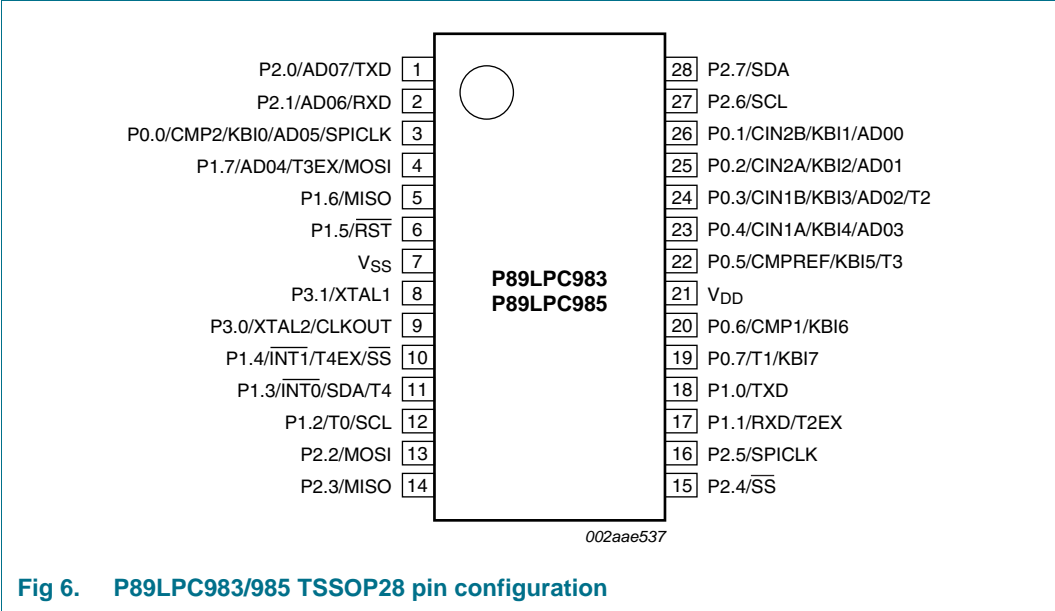 P2.0/AD07/TXD 1
P2.1/AD06/RXD 2
P0.0/CMP2/KBI0/AD05/SPICLK 3
P1.7/AD04/T3EX/MOSI 4
P1.6/MISO 5
P1.5/R̅S̅T̅ 6
VSS 7
P3.1/XTAL1 8
P3.0/XTAL2/CLKOUT 9
P1.4/I̅N̅T̅1̅/T4EX/S̅S̅ 10
P1.3/I̅N̅T̅0̅/SDA/T4 11
P1.2/T0/SCL 12
P2.2/MOSI 13
P2.3/MISO 14
P89LPC983
P89LPC985
28 P2.7/SDA
27 P2.6/SCL
26 P0.1/CIN2B/KBI1/AD00
25 P0.2/CIN2A/KBI2/AD01
24 P0.3/CIN1B/KBI3/AD02/T2
23 P0.4/CIN1A/KBI4/AD03
22 P0.5/CMPREF/KBI5/T3
21 VDD
20 P0.6/CMP1/KBI6
19 P0.7/T1/KBI7
18 P1.0/TXD
17 P1.1/RXD/T2EX
16 P2.5/SPICLK
15 P2.4/S̅S̅
002aae537
Fig 6. P89LPC983/985 TSSOP28 pin configuration